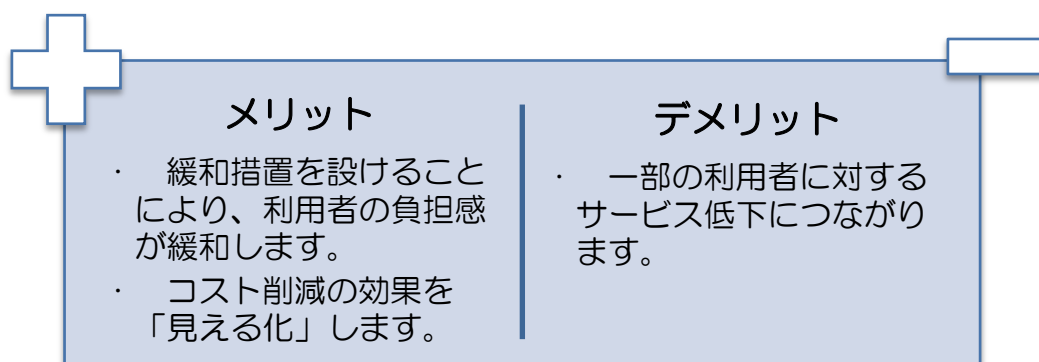 メリット
・ 緩和措置を設けること
により、利用者の負担感
が緩和します。
・ コスト削減の効果を
「見える化」します。
デメリット
・ 一部の利用者に対する
サービス低下につながり
ます。